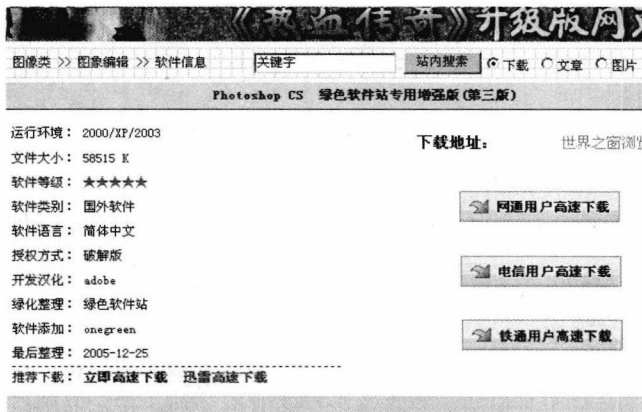 《热血传奇》升级版网
图像类 >> 图象编辑 >> 软件信息 关键字 站内搜索 下载 文章 图片
Photoshop CS 绿色软件站专用增强版(第三版)
运行环境： 2000/XP/2003
下载地址： 世界之窗浏览
文件大小： 58515 K
软件等级： ★★★★★
软件类别： 国外软件
网通用户高速下载
软件语言： 简体中文
授权方式： 破解版
电信用户高速下载
开发汉化： adobe
绿化整理： 绿色软件站
软件添加： onegreen
铁通用户高速下载
最后整理： 2005-12-25
推荐下载： 立即高速下载 迅雷高速下载